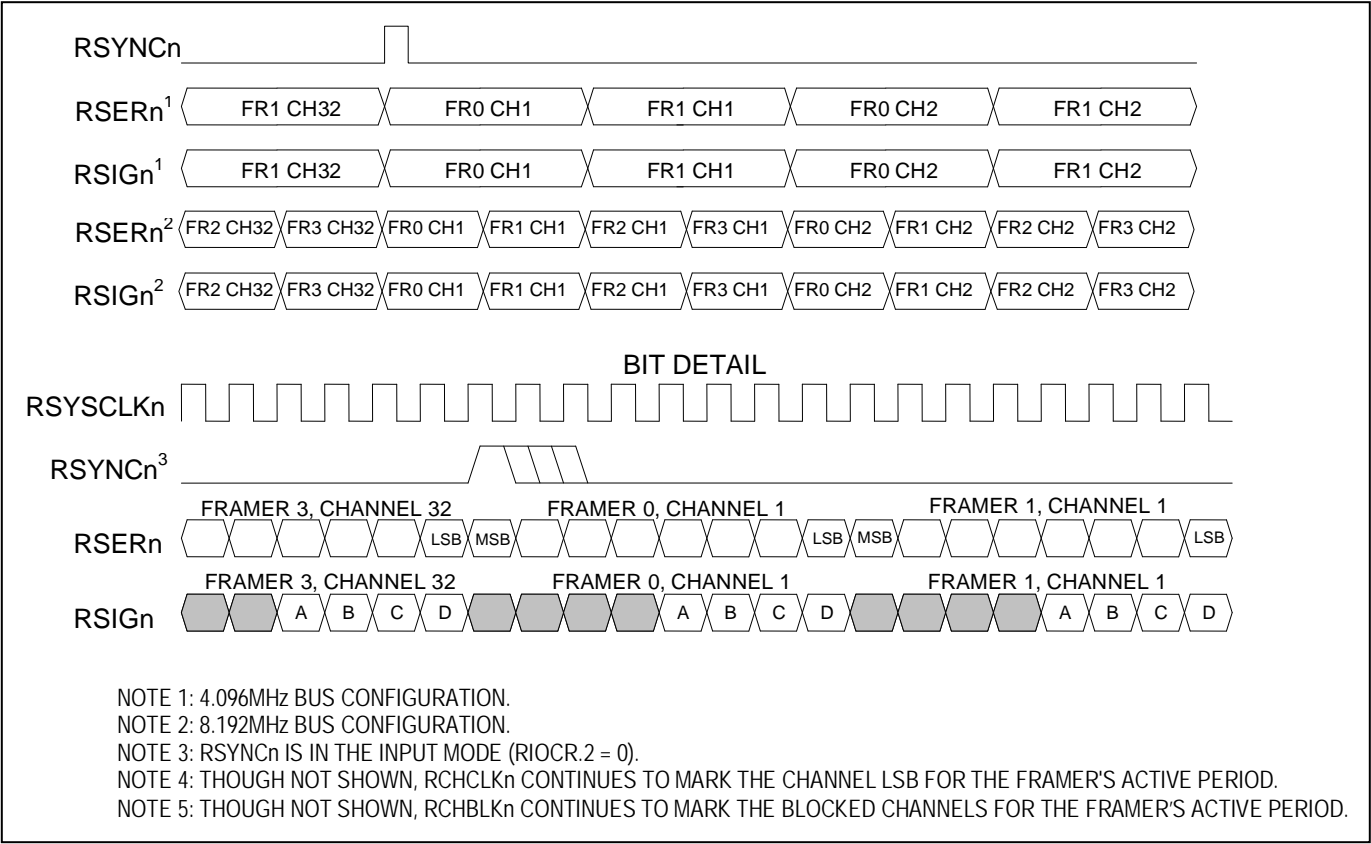 RSYNCn
RSERn1 FR1 CH32 FR0 CH1 FR1 CH1 FR0 CH2 FR1 CH2
RSIGn1 FR1 CH32 FR0 CH1 FR1 CH1 FR0 CH2 FR1 CH2
RSERn2 FR2 CH32 FR3 CH32 FR0 CH1 FR1 CH1 FR2 CH1 FR3 CH1 FR0 CH2 FR1 CH2 FR2 CH2 FR3 CH2
RSIGn2 FR2 CH32 FR3 CH32 FR0 CH1 FR1 CH1 FR2 CH1 FR3 CH1 FR0 CH2 FR1 CH2 FR2 CH2 FR3 CH2
BIT DETAIL
RSYSCLKn
RSYNCn3
FRAMER 3, CHANNEL 32 FRAMER 0, CHANNEL 1 FRAMER 1, CHANNEL 1
RSERn LSB MSB LSB MSB LSB
FRAMER 3, CHANNEL 32 FRAMER 0, CHANNEL 1 FRAMER 1, CHANNEL 1
RSIGn A B C D A B C D A B C D
NOTE 1: 4.096MHz BUS CONFIGURATION.
NOTE 2: 8.192MHz BUS CONFIGURATION.
NOTE 3: RSYNCn IS IN THE INPUT MODE (RIOCR.2 = 0).
NOTE 4: THOUGH NOT SHOWN, RCHCLKn CONTINUES TO MARK THE CHANNEL LSB FOR THE FRAMER'S ACTIVE PERIOD.
NOTE 5: THOUGH NOT SHOWN, RCHBLKn CONTINUES TO MARK THE BLOCKED CHANNELS FOR THE FRAMER'S ACTIVE PERIOD.